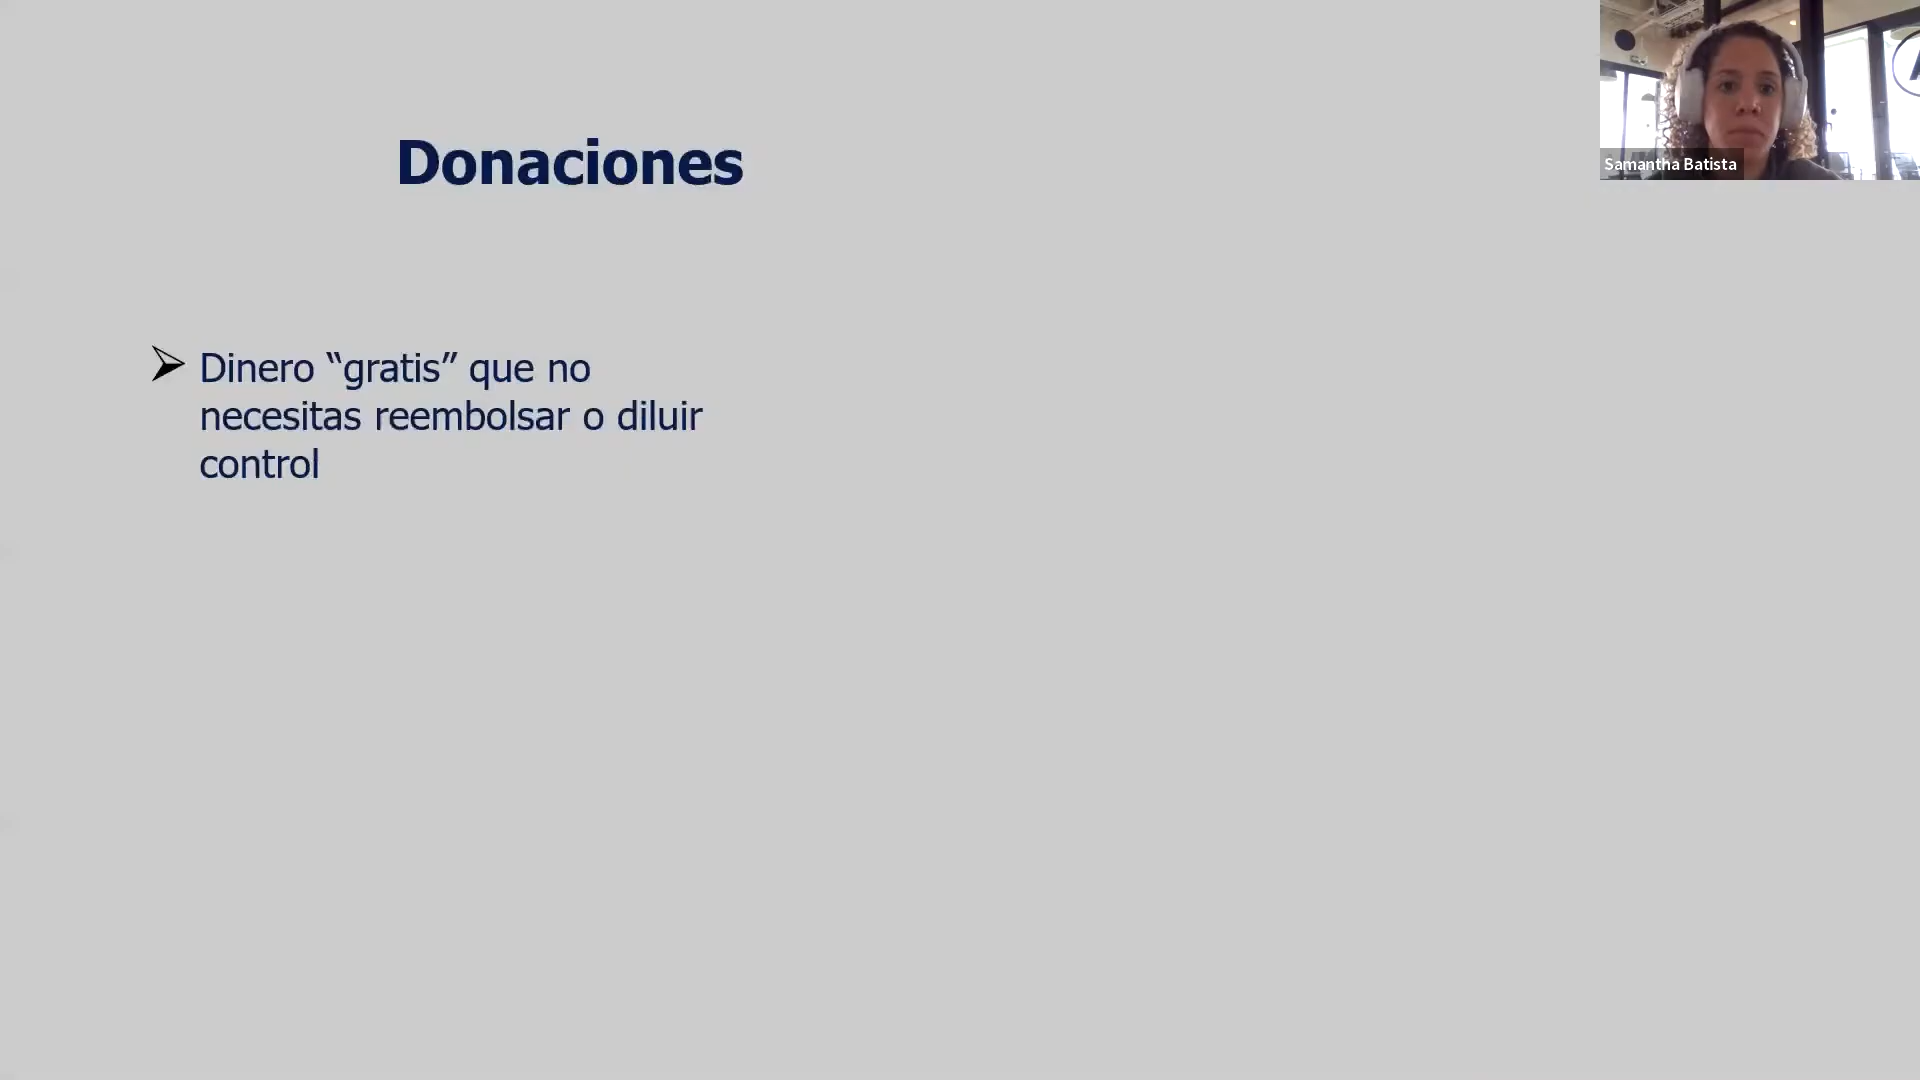 Donaciones
Dinero “gratis” que no
necesitas reembolsar o diluir
control
Samantha Batista